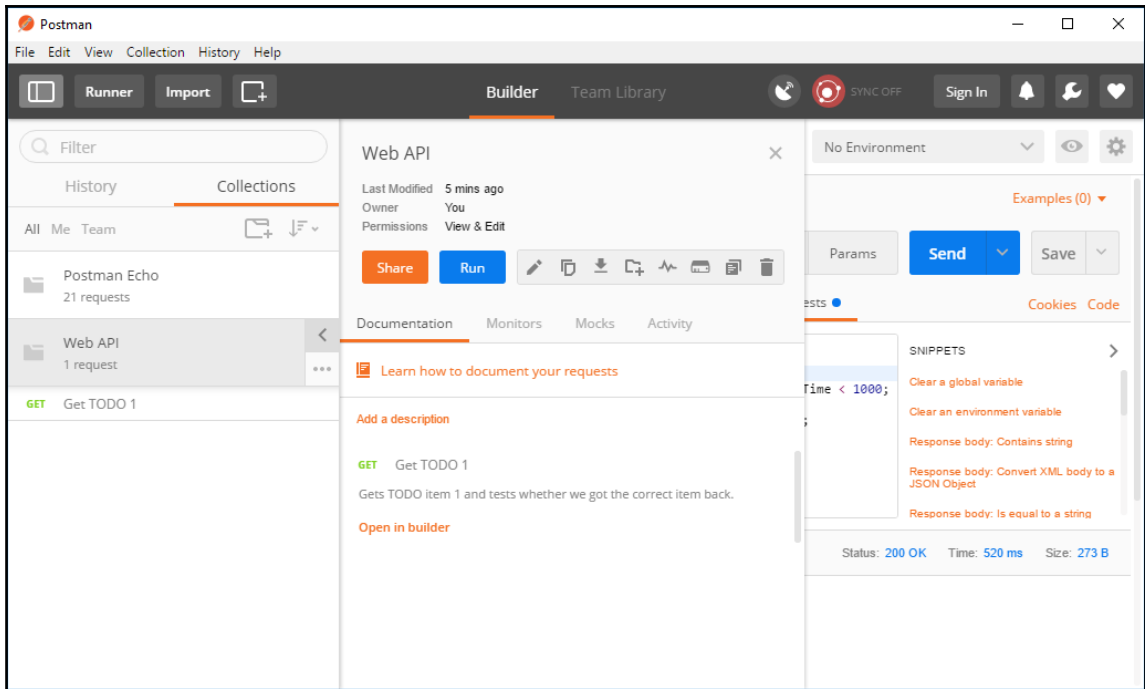 Postman
File Edit View Collection History Help
Runner Import Builder Team Library SYNC OFF Sign In
Filter
History Collections
All Me Team
Postman Echo
21 requests
Web API
1 request
GET Get TODO 1
Web API
Last Modified 5 mins ago
Owner You
Permissions View & Edit
Share Run
Documentation Monitors Mocks Activity
Learn how to document your requests
Add a description
GET Get TODO 1
Gets TODO item 1 and tests whether we got the correct item back.
Open in builder
No Environment
Examples (0)
Params Send Save
ests Cookies Code
Time < 1000;
;
SNIPPETS
Clear a global variable
Clear an environment variable
Response body: Contains string
Response body: Convert XML body to a
JSON Object
Response body: Is equal to a string
Status: 200 OK Time: 520 ms Size: 273 B